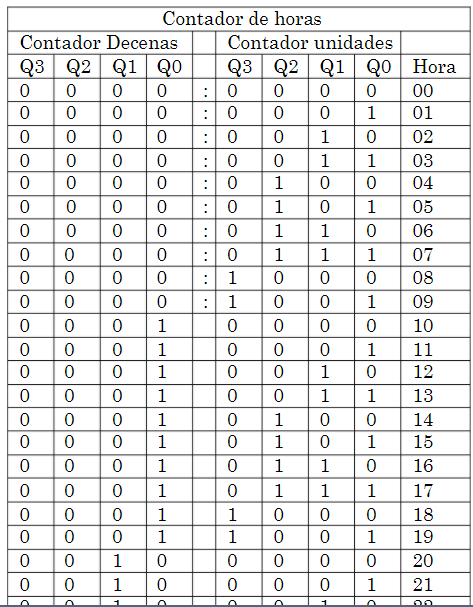 Contador de horas
Contador Decenas Contador unidades
Q3 Q2 Q1 Q0 Q3 Q2 Q1 Q0 Hora
0 0 0 0 : 0 0 0 0 00
0 0 0 0 : 0 0 0 1 01
0 0 0 0 : 0 0 1 0 02
0 0 0 0 : 0 0 1 1 03
0 0 0 0 : 0 1 0 0 04
0 0 0 0 : 0 1 0 1 05
0 0 0 0 : 0 1 1 0 06
0 0 0 0 : 0 1 1 1 07
0 0 0 0 : 1 0 0 0 08
0 0 0 0 : 1 0 0 1 09
0 0 0 1 0 0 0 0 10
0 0 0 1 0 0 0 1 11
0 0 0 1 0 0 1 0 12
0 0 0 1 0 0 1 1 13
0 0 0 1 0 1 0 0 14
0 0 0 1 0 1 0 1 15
0 0 0 1 0 1 1 0 16
0 0 0 1 0 1 1 1 17
0 0 0 1 1 0 0 0 18
0 0 0 1 1 0 0 1 19
0 0 1 0 0 0 0 0 20
0 0 1 0 0 0 0 1 21